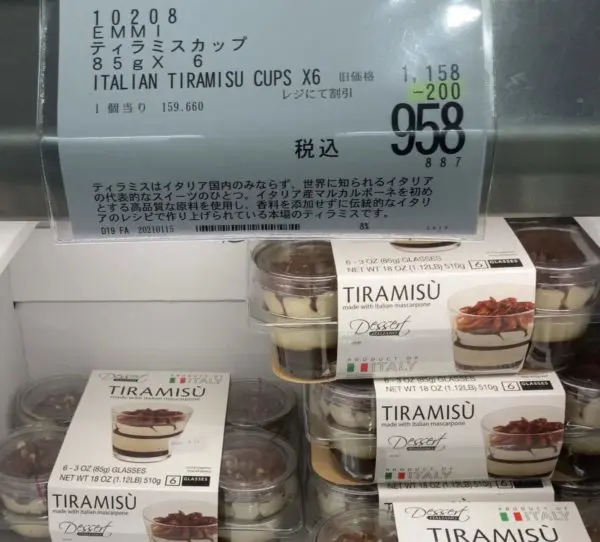 10208
EMMI
ティラミスカップ
85gX 6
ITALIAN TIRAMISU CUPS X6
旧価格 1,158
レジにて割引 -200
1個当り 159.660
税込 958
887
ティラミスはイタリア国内のみならず、世界に知られるイタリア
の代表的なスイーツのひとつ。イタリア産マルカルポーネを初め
とする高品質な原料を使用し、香料を添加せずに伝統的なイタリ
アのレシピで作り上げられている本場のティラミスです。
D19 FA 20210115 8%
6 - 3 OZ (85g) GLASSES
NET WT 18 OZ (1.12LB) 510g 6 GLASSES
TIRAMISÙ
made with Italian mascarpone
Dessert
ITALIANO
PRODUCT OF
ITALY
6 - 3 OZ (85g) GLASSES
NET WT 18 OZ (1.12LB) 510g 6 GLASSES
TIRAMISÙ
made with Italian mascarpone
Dessert
PRODUCT OF
ITALY
Dessert
ITALIANO
PRODUCT OF
ITALY
TIRAMISÙ
made with Italian mascarpone
6 - 3 OZ (85g) GLASSES
NET WT 18 OZ (1.12LB) 510g 6 GLASSES
TIRAMISÙ
made with Italian mascarpone
Dessert
Dessert
ITALIANO
PRODUCT OF
ITALY
TIRAMISÙ